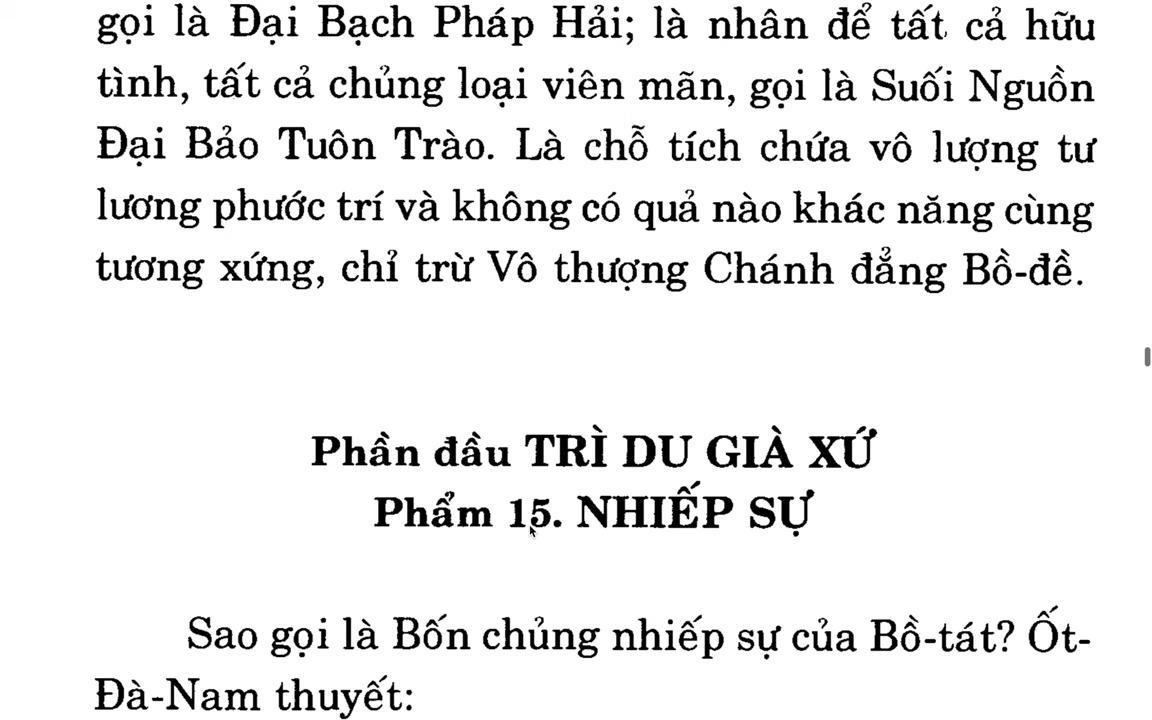 gọi là Đại Bạch Pháp Hải; là nhân để tất cả hữu
tình, tất cả chủng loại viên mãn, gọi là Suối Nguồn
Đại Bảo Tuôn Trào. Là chỗ tích chứa vô lượng tư
lương phước trí và không có quả nào khác năng cùng
tương xứng, chỉ trừ Vô thượng Chánh đẳng Bồ-đề.
Phần đầu TRÌ DU GIÀ XỨ
Phẩm 15. NHIẾP SỰ
Sao gọi là Bốn chủng nhiếp sự của Bồ-tát? Ốt-
Đà-Nam thuyết: